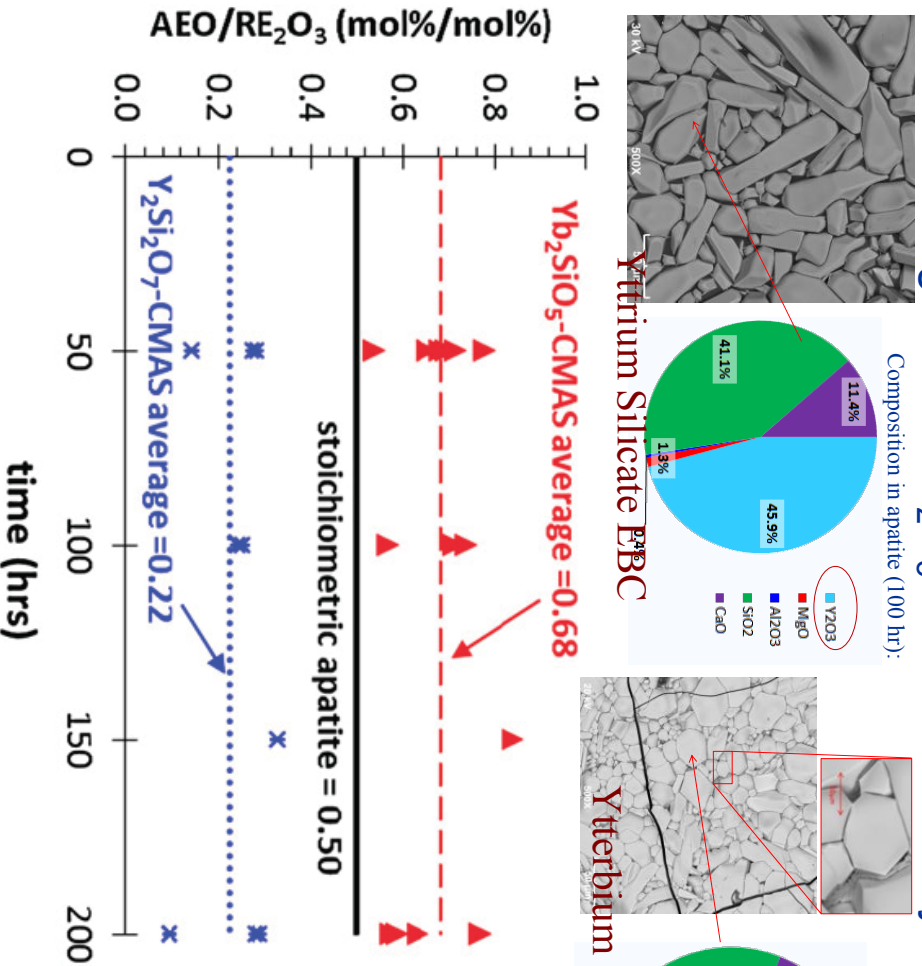 Composition in apatite (100 hr):
11.4%
41.1%
45.9%
1.3%
0.4%
Y2O3
MgO
Al2O3
SiO2
CaO
30 kV
500X
Yttrium Silicate EBC
Ytterbium
AEO/RE₂O₃ (mol%/mol%)
1.0
0.8
0.6
0.4
0.2
0.0
Yb₂SiO₅-CMAS average =0.68
stoichiometric apatite = 0.50
Y₂Si₂O₇-CMAS average =0.22
0
50
100
150
200
time (hrs)